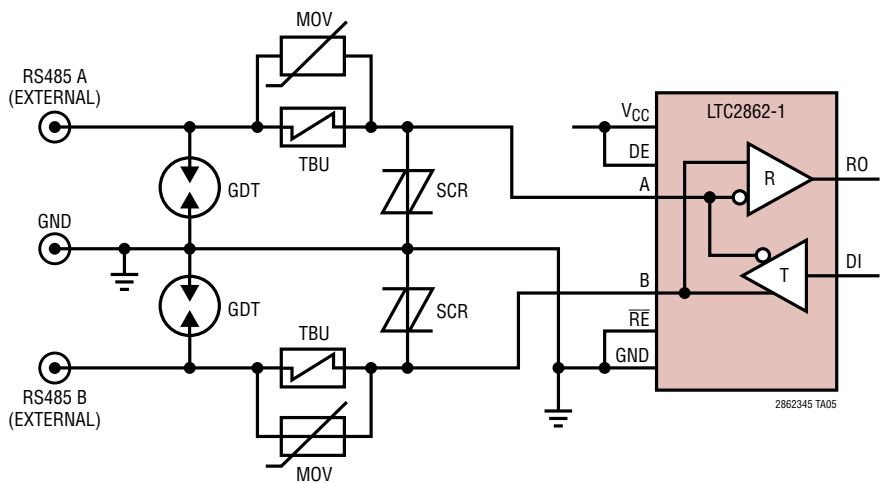 MOV
RS485 A
(EXTERNAL)
TBU
GDT
SCR
GND
GDT
SCR
TBU
RS485 B
(EXTERNAL)
MOV
VCC
LTC2862-1
DE
A
R
RO
T
DI
B
R̅E̅
GND
2862345 TA05